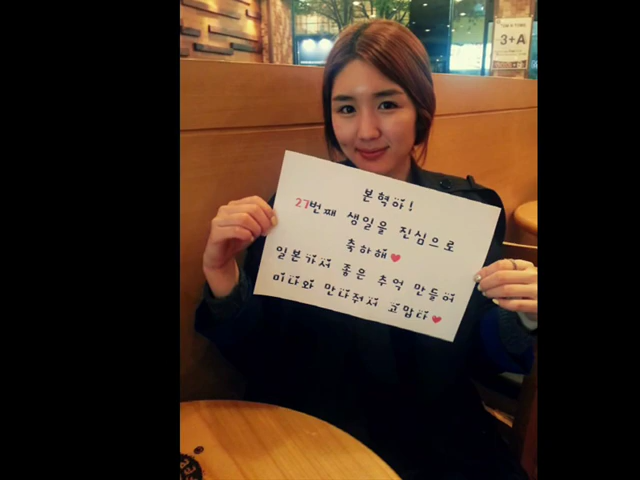 3+A
본혁아!
27번째 생일을 진심으로
축하해♥
일본가서 좋은 추억 만들어
미나와 만나줘서 고맙다♥